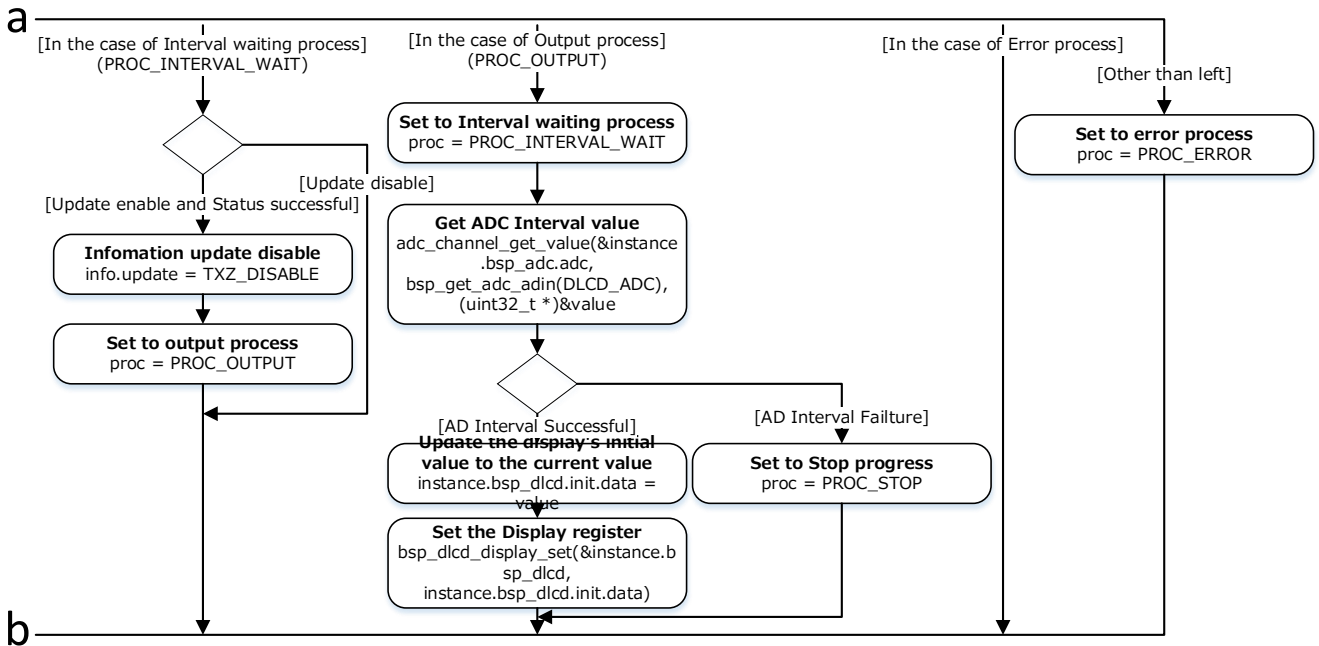 a
[In the case of Interval waiting process]
(PROC_INTERVAL_WAIT)
[Update disable]
[Update enable and Status successful]
Infomation update disable
info.update = TXZ_DISABLE
Set to output process
proc = PROC_OUTPUT
[In the case of Output process]
(PROC_OUTPUT)
Set to Interval waiting process
proc = PROC_INTERVAL_WAIT
Get ADC Interval value
adc_channel_get_value(&instance
.bsp_adc.adc,
bsp_get_adc_adin(DLCD_ADC),
(uint32_t *)&value
[AD Interval Successful]
Update the display's initial
value to the current value
instance.bsp_dlcd.init.data =
value
Set the Display register
bsp_dlcd_display_set(&instance.b
sp_dlcd,
instance.bsp_dlcd.init.data)
[AD Interval Failture]
Set to Stop progress
proc = PROC_STOP
[In the case of Error process]
[Other than left]
Set to error process
proc = PROC_ERROR
b